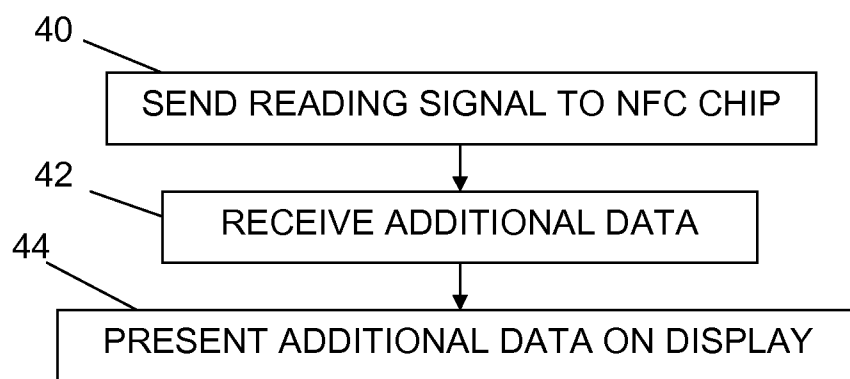 40
SEND READING SIGNAL TO NFC CHIP
42
RECEIVE ADDITIONAL DATA
44
PRESENT ADDITIONAL DATA ON DISPLAY